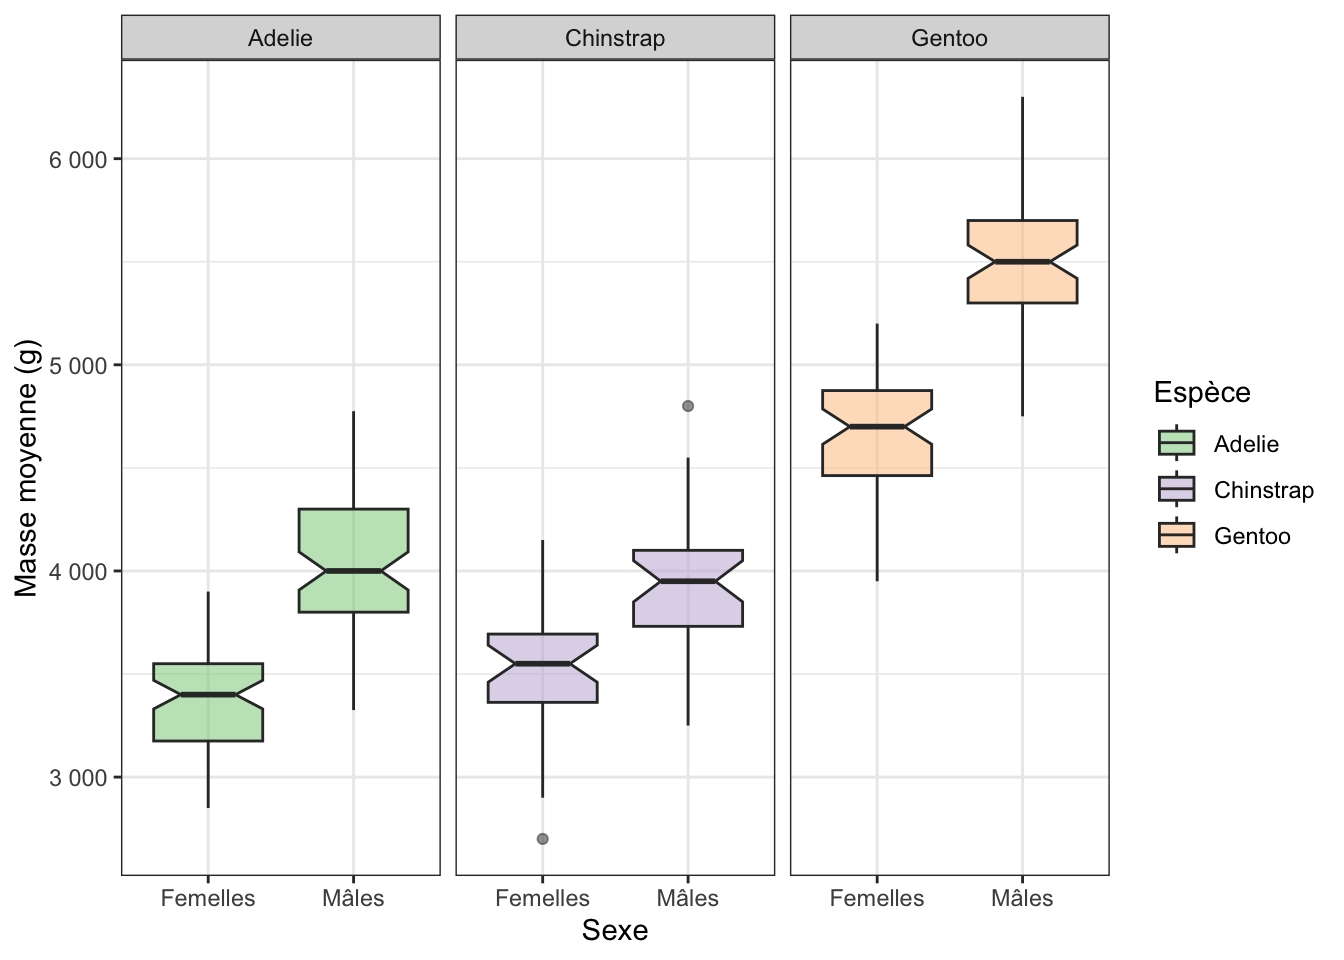 Adelie
Chinstrap
Gentoo
6 000
5 000
4 000
3 000
Masse moyenne (g)
Femelles
Mâles
Femelles
Mâles
Femelles
Mâles
Sexe
Espèce
Adelie
Chinstrap
Gentoo